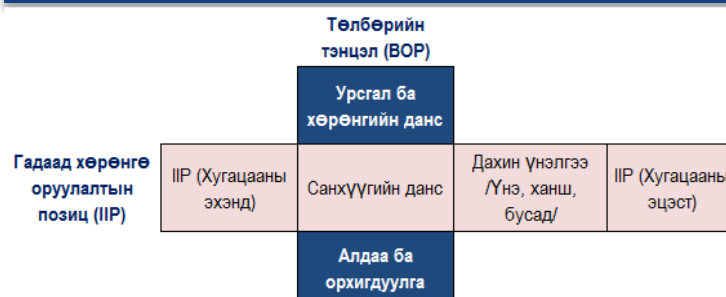 Төлбөрийн
тэнцэл (BOP)
Урсгал ба
хөрөнгийн данс
Гадаад хөрөнгө
оруулалтын
позиц (IIP)
IIP (Хугацааны
эхэнд)
Санхүүгийн данс
Дахин үнэлгээ
/Үнэ, ханш,
бусад/
IIP (Хугацааны
эцэст)
Алдаа ба
орхигдуулга